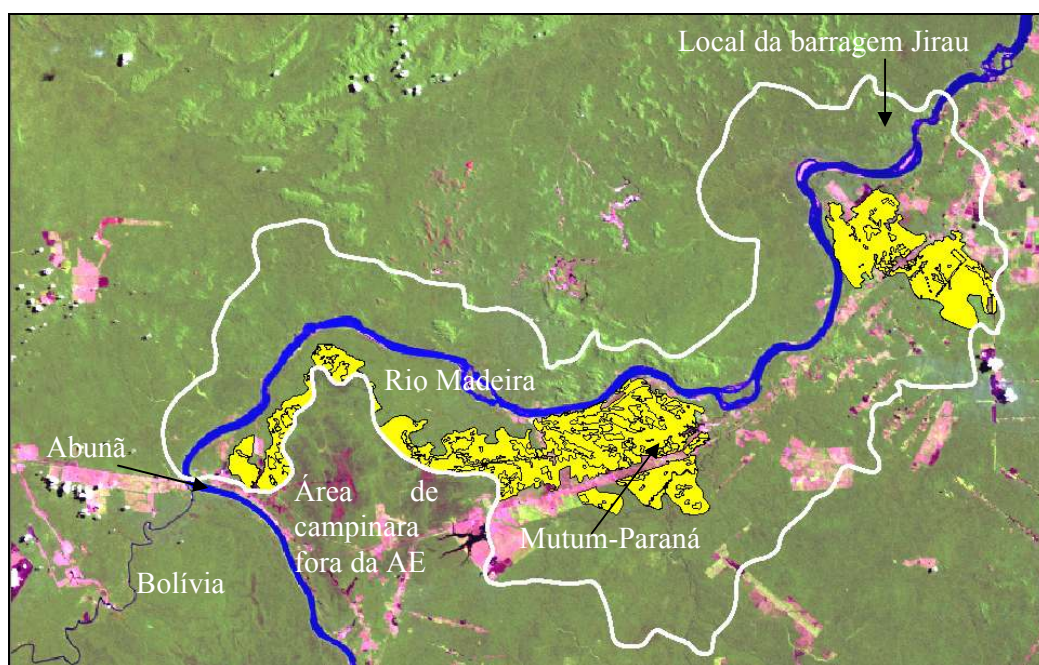 Local da barragem Jirau
Rio Madeira
Abunã
Área de
campinara
fora da AE
Mutum-Paraná
Bolívia